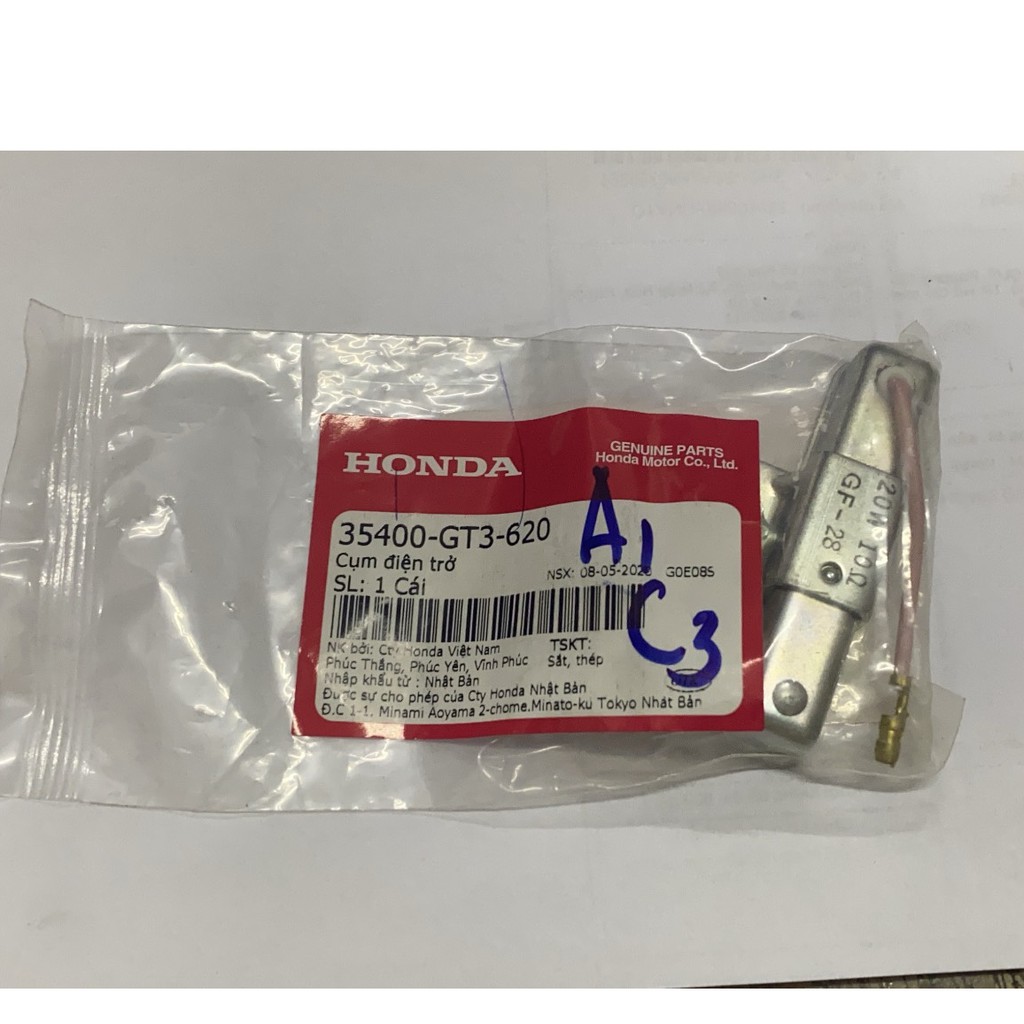 HONDA
GENUINE PARTS
Honda Motor Co., Ltd.
35400-GT3-620
Cụm điện trở
SL: 1 Cái
NSX: 08-05-202 G0E08S
NK bởi: Cty Honda Việt Nam
Phúc Thắng, Phúc Yên, Vĩnh Phúc
TSKT:
Sắt, thép
Nhập khẩu từ : Nhật Bản
Được sự cho phép của Cty Honda Nhật Bản
Đ.C 1-1. Minami Aoyama 2-chome.Minato-ku Tokyo Nhật Bản
A1
C3
20W 10Ω
GF-28